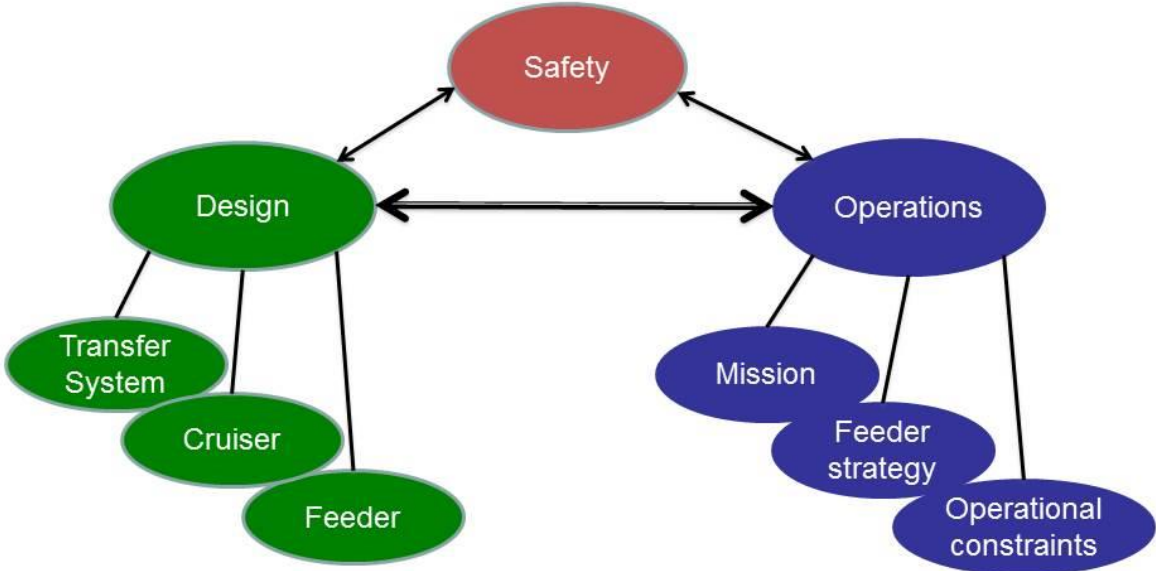 Safety
Design
Operations
Transfer
System
Mission
Cruiser
Feeder
strategy
Feeder
Operational
constraints